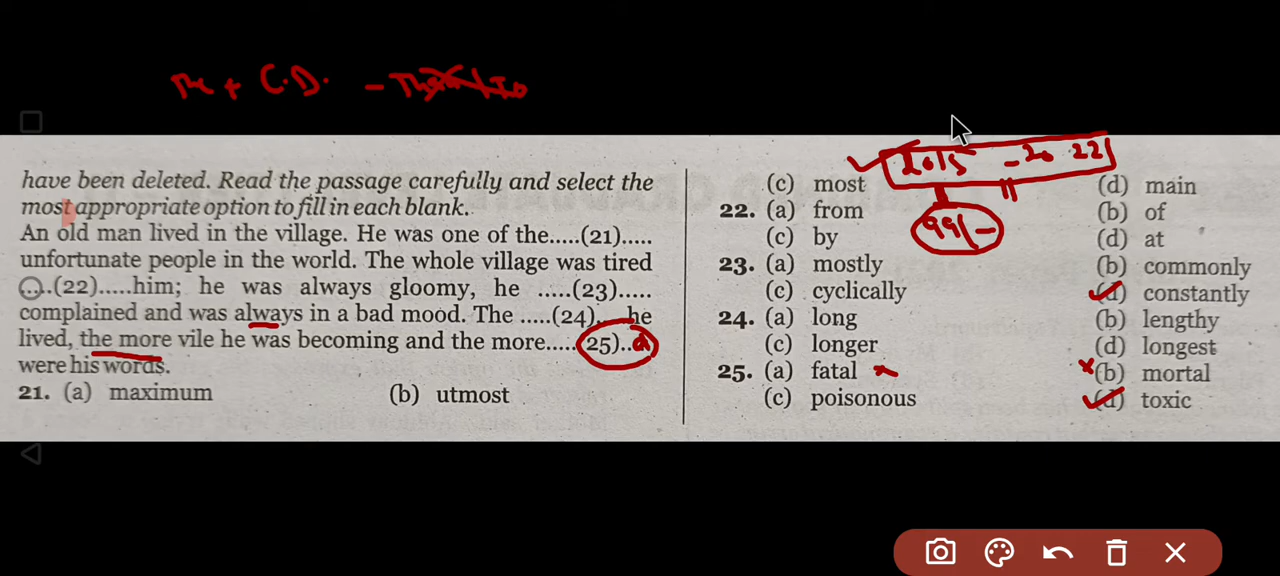 The + C.D. -
2015 - 2022
99/-
have been deleted. Read the passage carefully and select the
most appropriate option to fill in each blank.
An old man lived in the village. He was one of the.....(21).....
unfortunate people in the world. The whole village was tired
....(22).....him; he was always gloomy, he .....(23).....
complained and was always in a bad mood. The .....(24).... he
lived, the more vile he was becoming and the more.....25)..d
were his words.
21. (a) maximum (b) utmost
(c) most (d) main
22. (a) from (b) of
(c) by (d) at
23. (a) mostly (b) commonly
(c) cyclically (d) constantly
24. (a) long (b) lengthy
(c) longer (d) longest
25. (a) fatal (b) mortal
(c) poisonous (d) toxic